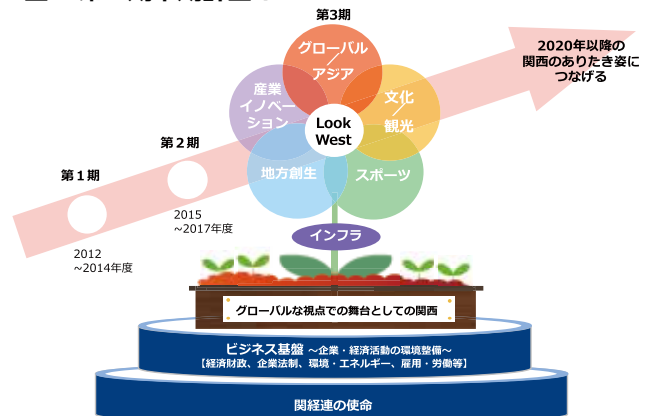 第3期
2020年以降の
関西のありたき姿に
つなげる
グローバル
／
アジア
産業
イノベー
ション
文化
／
観光
Look
West
第２期
第１期
地方創生
スポーツ
2015
~2017年度
インフラ
2012
~2014年度
グローバルな視点での舞台としての関西
ビジネス基盤 ～企業・経済活動の環境整備～
【経済財政、企業法制、環境・エネルギー、雇用・労働等】
関経連の使命